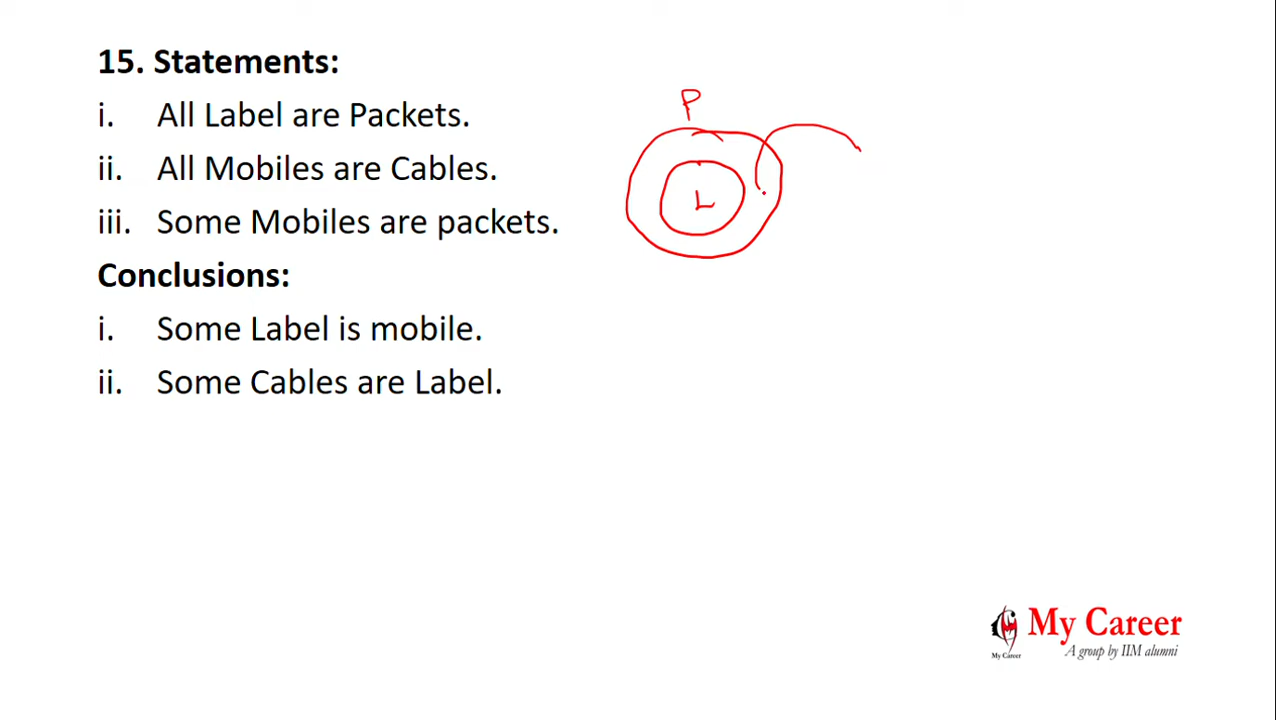 15. Statements:
i. All Label are Packets.
ii. All Mobiles are Cables.
iii. Some Mobiles are packets.
Conclusions:
i. Some Label is mobile.
ii. Some Cables are Label.
P
L
My Career
A group by IIM alumni
My Career